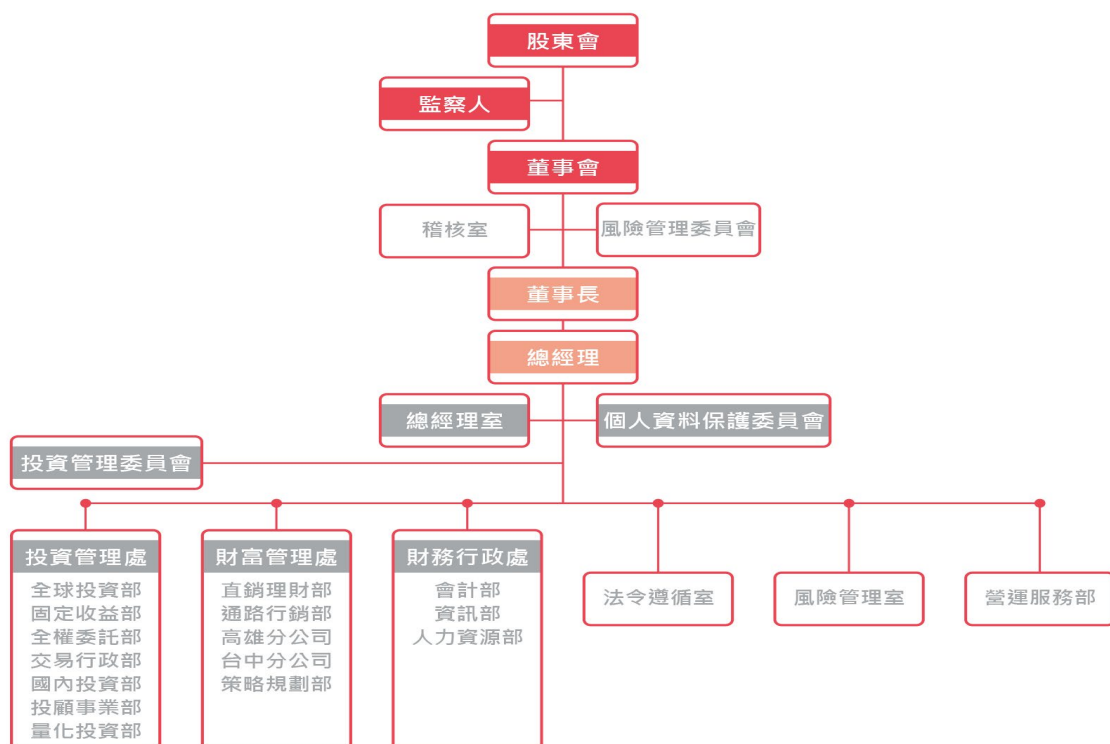 股東會
監察人
董事會
稽核室
風險管理委員會
董事長
總經理
總經理室
個人資料保護委員會
投資管理委員會
投資管理處
全球投資部
固定收益部
全權委託部
交易行政部
國內投資部
投顧事業部
量化投資部
財富管理處
直銷理財部
通路行銷部
高雄分公司
台中分公司
策略規劃部
財務行政處
會計部
資訊部
人力資源部
法令遵循室
風險管理室
營運服務部